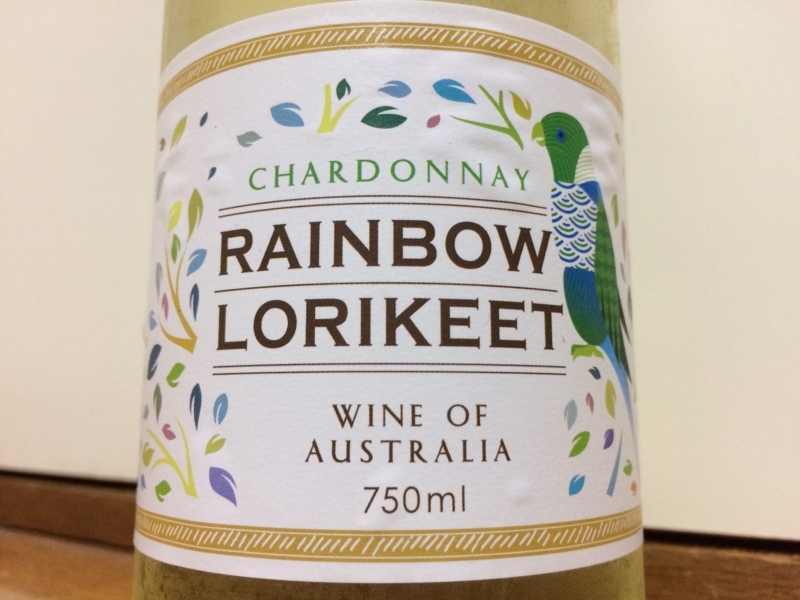 CHARDONNAY
RAINBOW
LORIKEET
WINE OF
AUSTRALIA
750ml